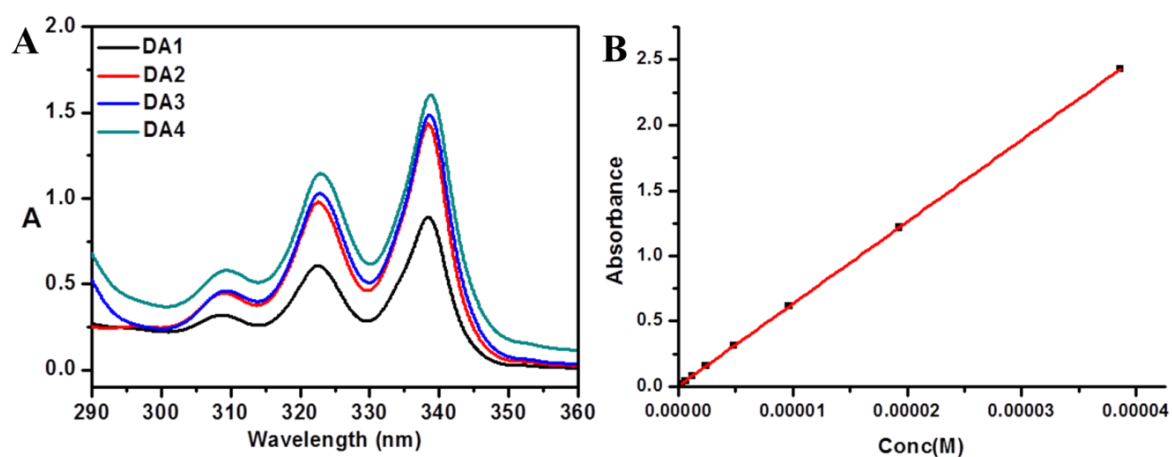 A
2.0
1.5
1.0
0.5
0.0
A
DA1
DA2
DA3
DA4
290 300 310 320 330 340 350 360
Wavelength (nm)
B
2.5
2.0
1.5
1.0
0.5
0.0
Absorbance
0.00000 0.00001 0.00002 0.00003 0.00004
Conc(M)